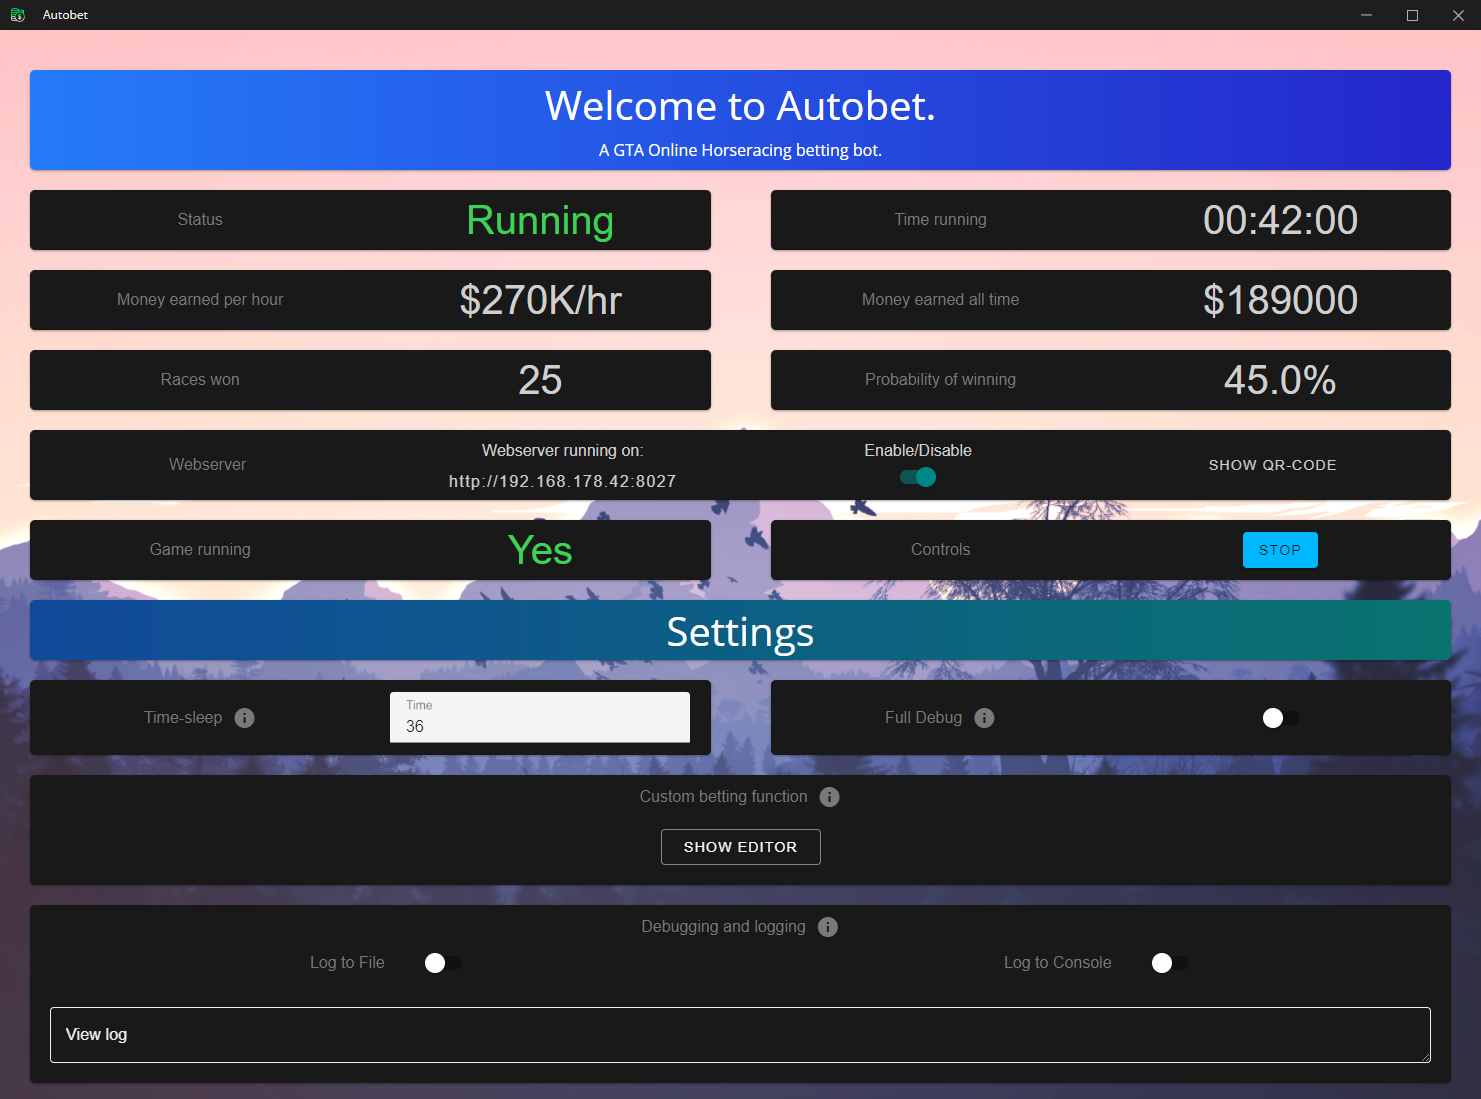 Autobet
Welcome to Autobet.
A GTA Online Horseracing betting bot.
Status Running
Time running 00:42:00
Money earned per hour $270K/hr
Money earned all time $189000
Races won 25
Probability of winning 45.0%
Webserver
Webserver running on:
http://192.168.178.42:8027
Enable/Disable
SHOW QR-CODE
Game running Yes
Controls STOP
Settings
Time-sleep
Time
36
Full Debug
Custom betting function
SHOW EDITOR
Debugging and logging
Log to File
Log to Console
View log